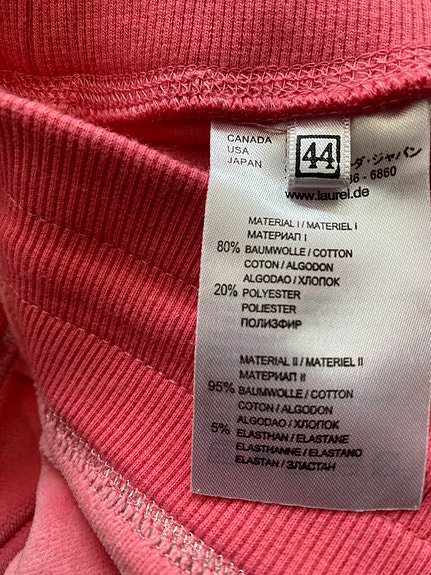 CANADA
USA
JAPAN
44
ダ・ジャパン
6-6860
www.laurel.de
MATERIAL I / MATERIEL I
МАТЕРИАЛ I
80% BAUMWOLLE / COTTON
COTON / ALGODON
ALGODAO / ХЛОПОК
20% POLYESTER
POLIESTER
ПОЛИЭФИР
MATERIAL II / MATERIEL II
МАТЕРИАЛ II
95% BAUMWOLLE / COTTON
COTON / ALGODON
ALGODAO / ХЛОПОК
5% ELASTHAN / ELASTANE
ELASTHANNE / ELASTANO
ELASTAN / ЭЛАСТАН